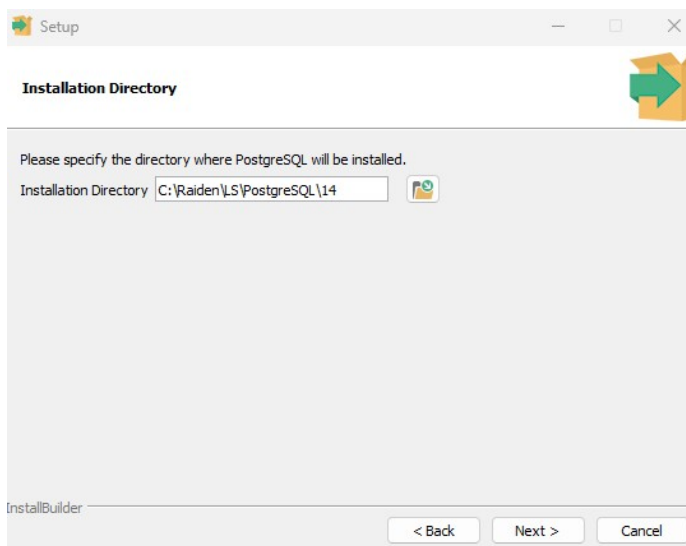 Setup
Installation Directory
Please specify the directory where PostgreSQL will be installed.
Installation Directory C:\Raiden\LS\PostgreSQL\14
InstallBuilder
< Back Next > Cancel